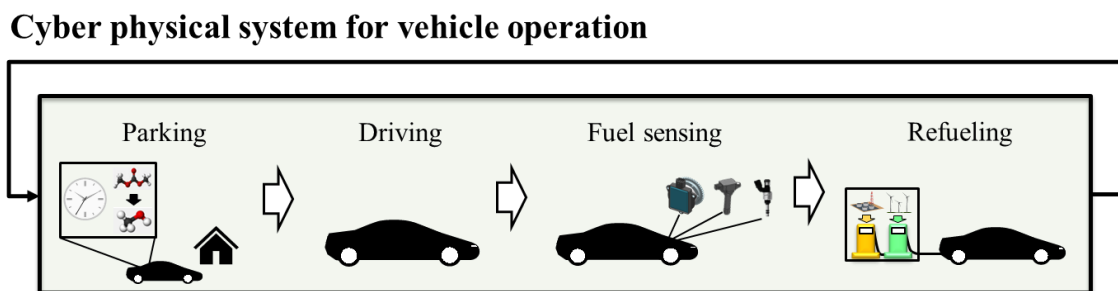 Cyber physical system for vehicle operation
Parking
Driving
Fuel sensing
Refueling